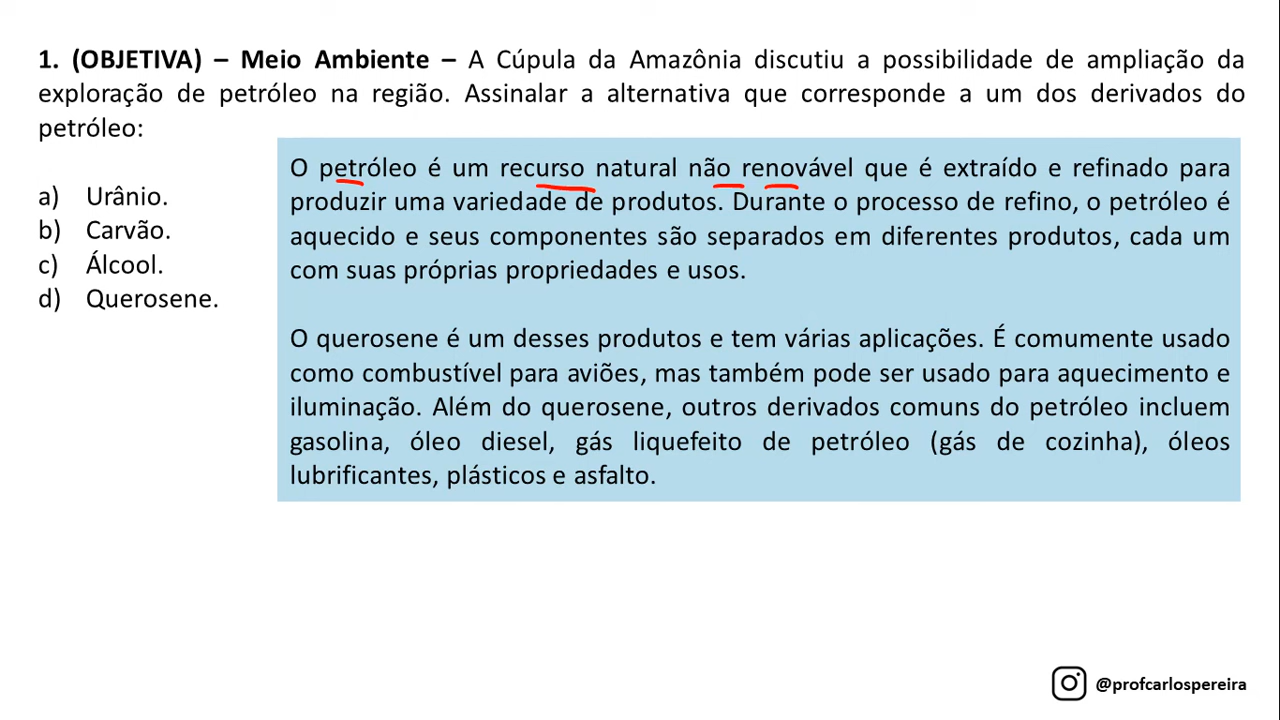 1. (OBJETIVA) – Meio Ambiente – A Cúpula da Amazônia discutiu a possibilidade de ampliação da
exploração de petróleo na região. Assinalar a alternativa que corresponde a um dos derivados do
petróleo:
a) Urânio.
b) Carvão.
c) Álcool.
d) Querosene.
O petróleo é um recurso natural não renovável que é extraído e refinado para
produzir uma variedade de produtos. Durante o processo de refino, o petróleo é
aquecido e seus componentes são separados em diferentes produtos, cada um
com suas próprias propriedades e usos.
O querosene é um desses produtos e tem várias aplicações. É comumente usado
como combustível para aviões, mas também pode ser usado para aquecimento e
iluminação. Além do querosene, outros derivados comuns do petróleo incluem
gasolina, óleo diesel, gás liquefeito de petróleo (gás de cozinha), óleos
lubrificantes, plásticos e asfalto.
@profcarlospereira